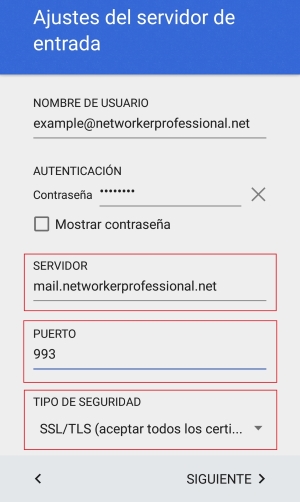 Ajustes del servidor de
entrada
NOMBRE DE USUARIO
example@networkerprofessional.net
AUTENTICACIÓN
Contraseña ••••••••
Mostrar contraseña
SERVIDOR
mail.networkerprofessional.net
PUERTO
993
TIPO DE SEGURIDAD
SSL/TLS (aceptar todos los certi...
SIGUIENTE